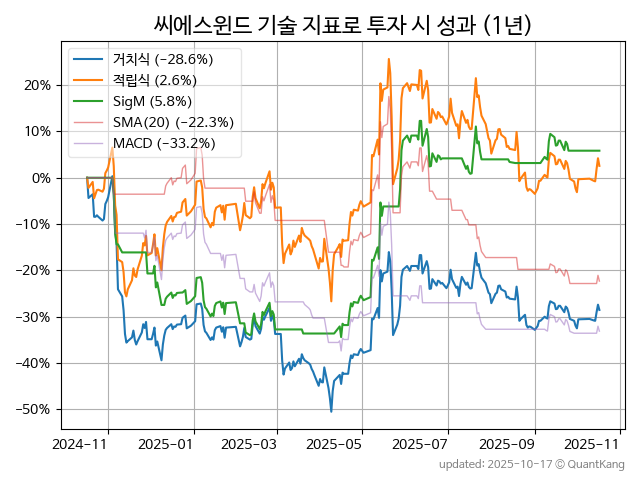 씨에스윈드 기술 지표로 투자 시 성과 (1년)
거치식 (−28.6%)
적립식 (2.6%)
SigM (5.8%)
SMA(20) (−22.3%)
MACD (−33.2%)
20%
10%
0%
−10%
−20%
−30%
−40%
−50%
2024-11 2025-01 2025-03 2025-05 2025-07 2025-09 2025-11
updated: 2025-10-17 © QuantKang